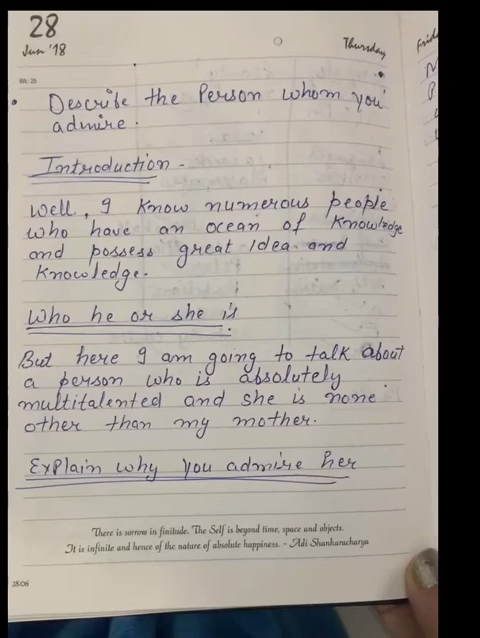 28
Jun '18
Thursday
Frida
Wk: 26
Describe the Person whom you
admire.
Introduction -
Well, I know numerous people
who have an ocean of knowledge
and possess great idea and
knowledge.
Who he or she is.
But here I am going to talk about
a person who is absolutely
multitalented and she is none
other than my mother.
Explain why you admire her
There is sorrow in finitude. The Self is beyond time, space and objects.
It is infinite and hence of the nature of absolute happiness. - Adi Shankaracharya
28:06